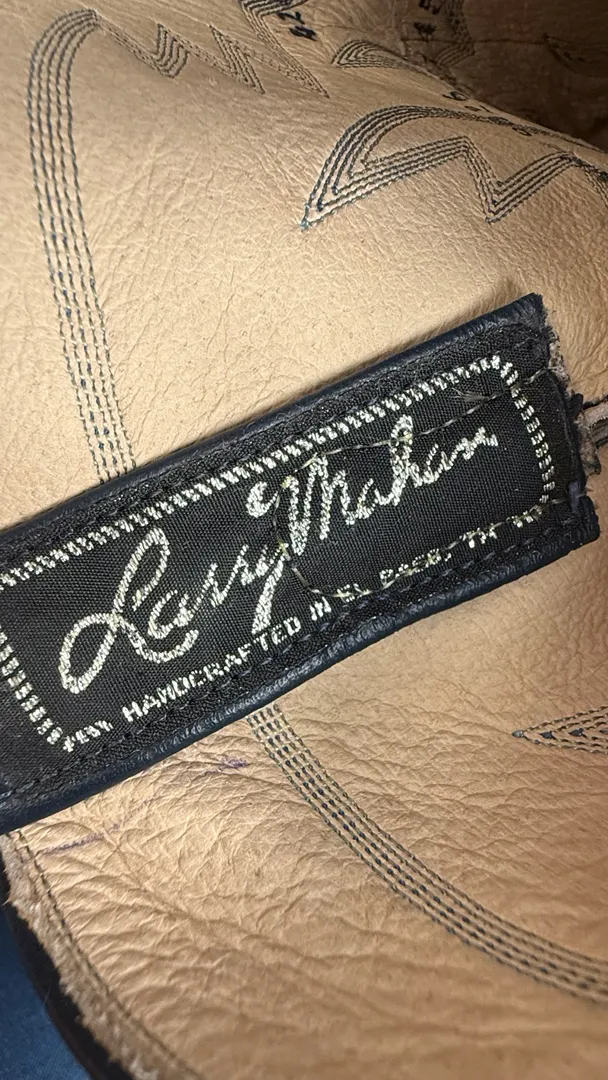 Larry Mahan
HANDCRAFTED IN EL PASO, TX